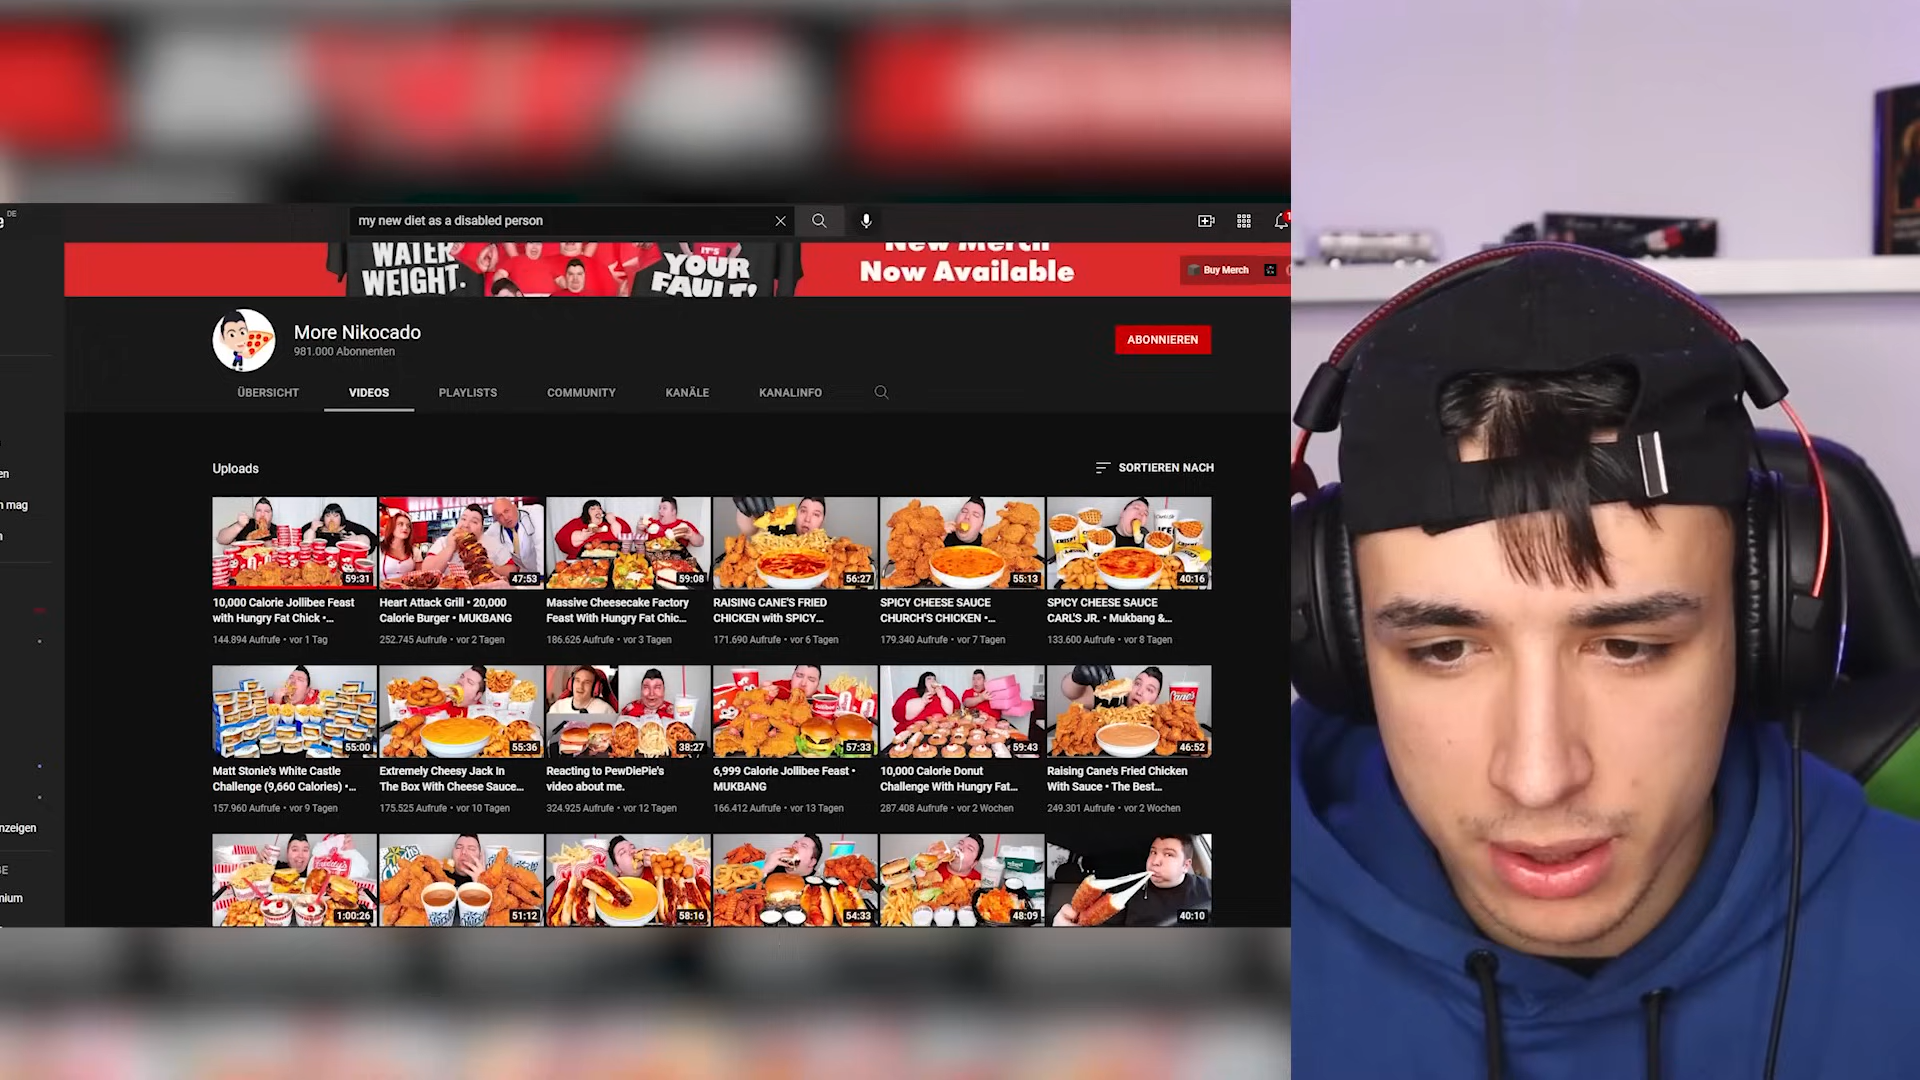 DE
my new diet as a disabled person
WATER
WEIGHT.
IT'S
YOUR
FAULT!
New Merch
Now Available
Buy Merch
More Nikocado
981.000 Abonnenten
ABONNIEREN
ÜBERSICHT
VIDEOS
PLAYLISTS
COMMUNITY
KANÄLE
KANALINFO
Uploads
SORTIEREN NACH
en
n mag
n
59:31
47:53
59:08
56:27
55:13
40:16
10,000 Calorie Jollibee Feast
with Hungry Fat Chick •...
144.894 Aufrufe • vor 1 Tag
Heart Attack Grill • 20,000
Calorie Burger • MUKBANG
252.745 Aufrufe • vor 2 Tagen
Massive Cheesecake Factory
Feast With Hungry Fat Chic...
186.626 Aufrufe • vor 3 Tagen
RAISING CANE'S FRIED
CHICKEN with SPICY...
171.690 Aufrufe • vor 6 Tagen
SPICY CHEESE SAUCE
CHURCH'S CHICKEN •...
179.340 Aufrufe • vor 7 Tagen
SPICY CHEESE SAUCE
CARL'S JR. • Mukbang &...
133.600 Aufrufe • vor 8 Tagen
55:00
55:36
38:27
57:33
59:43
46:52
Matt Stonie's White Castle
Challenge (9,660 Calories) •...
157.960 Aufrufe • vor 9 Tagen
Extremely Cheesy Jack In
The Box With Cheese Sauce...
175.525 Aufrufe • vor 10 Tagen
Reacting to PewDiePie's
video about me.
324.925 Aufrufe • vor 12 Tagen
6,999 Calorie Jollibee Feast •
MUKBANG
166.412 Aufrufe • vor 13 Tagen
10,000 Calorie Donut
Challenge With Hungry Fat...
287.408 Aufrufe • vor 2 Wochen
Raising Cane's Fried Chicken
With Sauce • The Best...
249.301 Aufrufe • vor 2 Wochen
nzeigen
BE
mium
1:00:26
51:12
58:16
54:33
48:09
40:10